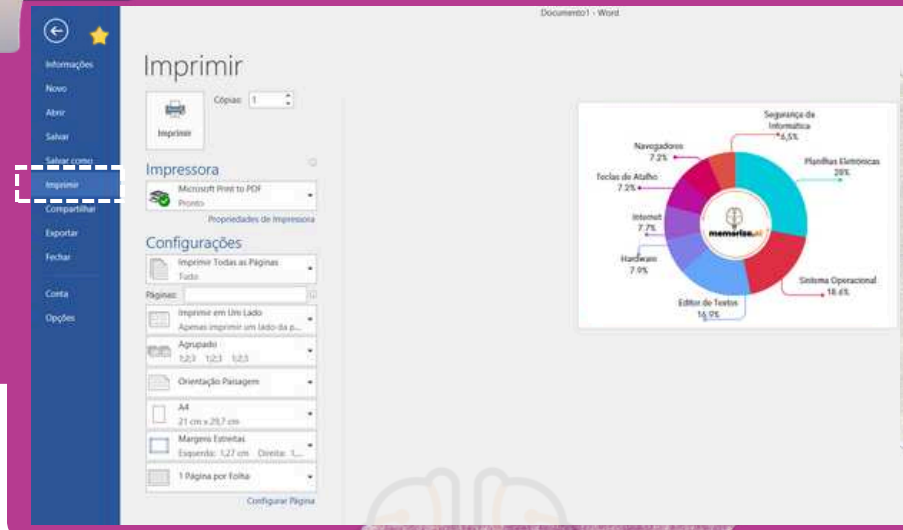 Documento1 - Word
Informações
Novo
Abrir
Salvar
Salvar como
Imprimir
Compartilhar
Exportar
Fechar
Conta
Opções
Imprimir
Cópias: 1
Imprimir
Impressora
Microsoft Print to PDF
Pronto
Propriedades de Impressora
Configurações
Imprimir Todas as Páginas
Tudo
Páginas:
Imprimir em Um Lado
Apenas imprimir um lado da p...
Agrupado
1;2;3 1;2;3 1;2;3
Orientação Paisagem
A4
21 cm x 29,7 cm
Margens Estreitas
Esquerda: 1,27 cm Direita: 1,...
1 Página por Folha
Configurar Página
Segurança da
Informática
6,5%
Navegadores
7.2%
Planilhas Eletrônicas
28%
Teclas de Atalho
7.2%
Internet
7.7%
memorize.ai
Hardware
7.9%
Sistema Operacional
18.6%
Editor de Textos
16.9%